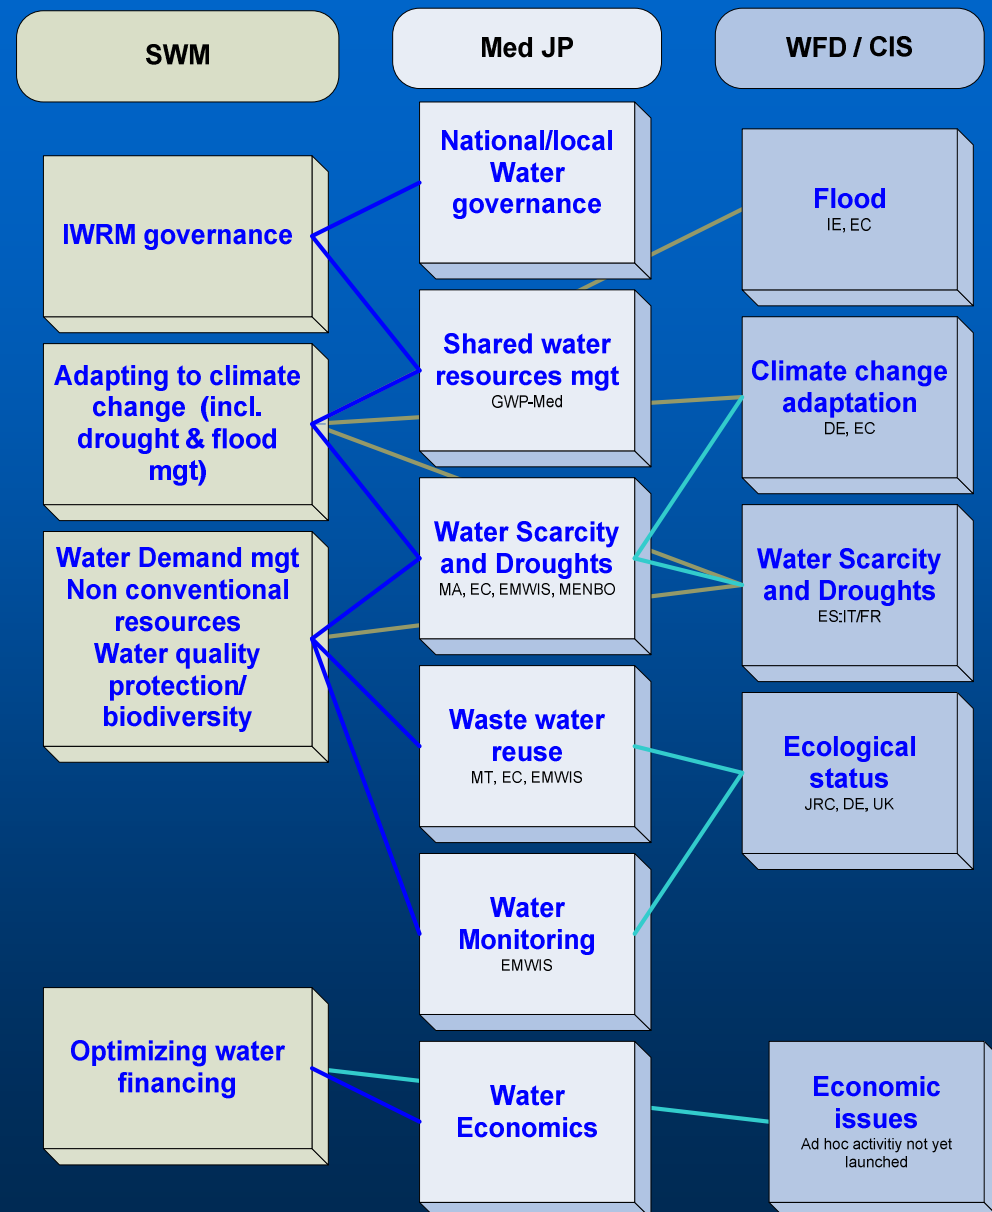 SWM
Med JP
WFD / CIS
IWRM governance
Adapting to climate
change (incl.
drought & flood
mgt)
Water Demand mgt
Non conventional
resources
Water quality
protection/
biodiversity
Optimizing water
financing
National/local
Water
governance
Shared water
resources mgt
GWP-Med
Water Scarcity
and Droughts
MA, EC, EMWIS, MENBO
Waste water
reuse
MT, EC, EMWIS
Water
Monitoring
EMWIS
Water
Economics
Flood
IE, EC
Climate change
adaptation
DE, EC
Water Scarcity
and Droughts
ES:IT/FR
Ecological
status
JRC, DE, UK
Economic
issues
Ad hoc activitiy not yet
launched